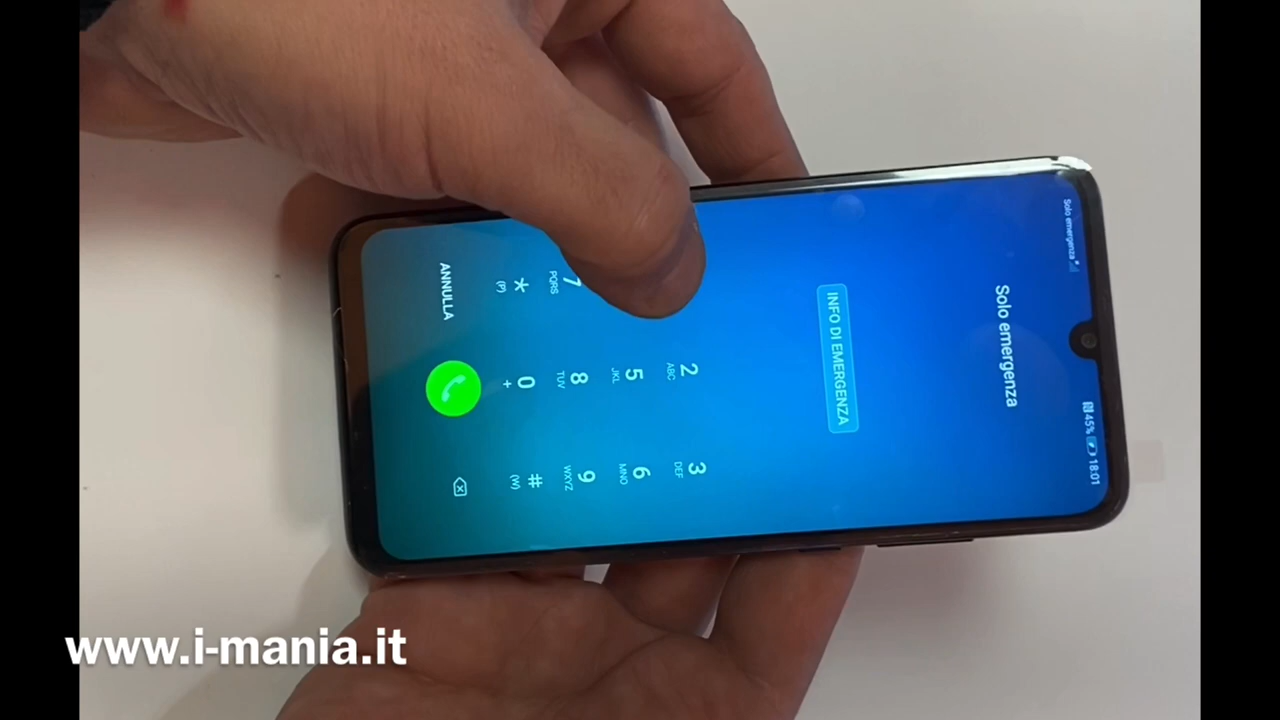 Solo emergenza
45% 18:01
Solo emergenza
INFO DI EMERGENZA
2 3
ABC DEF
5 6
JKL MNO
7 8 9
PQRS TUV WXYZ
* 0 #
(P) + (W)
ANNULLA
www.i-mania.it